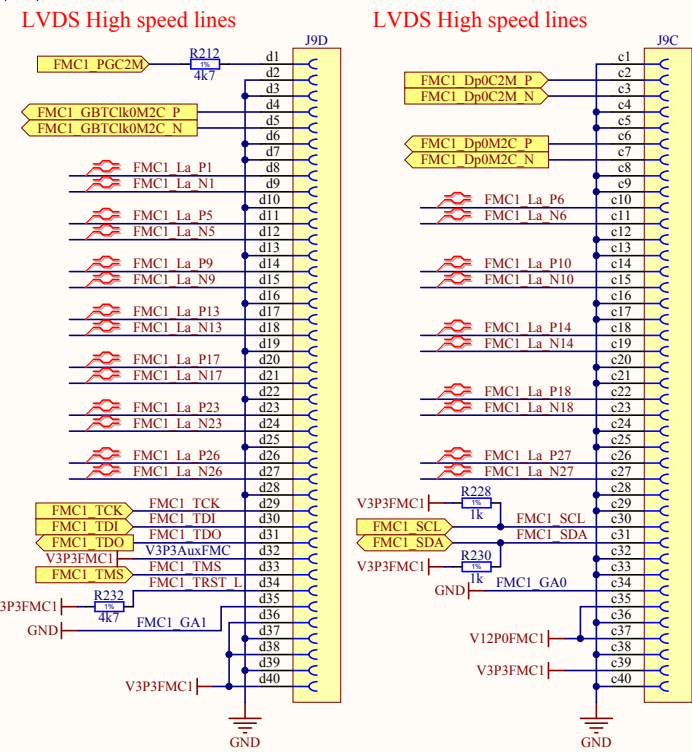 LVDS High speed lines
J9D
FMC1_PGC2M
R212
1%
4k7
d1
d2
d3
FMC1_GBTClk0M2C_P
d4
FMC1_GBTClk0M2C_N
d5
d6
d7
FMC1_La_P1
d8
FMC1_La_N1
d9
d10
FMC1_La_P5
d11
FMC1_La_N5
d12
d13
FMC1_La_P9
d14
FMC1_La_N9
d15
d16
FMC1_La_P13
d17
FMC1_La_N13
d18
d19
FMC1_La_P17
d20
FMC1_La_N17
d21
d22
FMC1_La_P23
d23
FMC1_La_N23
d24
d25
FMC1_La_P26
d26
FMC1_La_N26
d27
d28
FMC1_TCK
FMC1_TCK
d29
FMC1_TDI
FMC1_TDI
d30
FMC1_TDO
FMC1_TDO
d31
V3P3FMC1
V3P3AuxFMC
d32
FMC1_TMS
FMC1_TMS
d33
FMC1_TRST_L
d34
3P3FMC1
R232
1%
4k7
d35
GND
FMC1_GA1
d36
d37
d38
d39
V3P3FMC1
d40
GND
LVDS High speed lines
J9C
c1
FMC1_Dp0C2M_P
c2
FMC1_Dp0C2M_N
c3
c4
c5
FMC1_Dp0M2C_P
c6
FMC1_Dp0M2C_N
c7
c8
c9
FMC1_La_P6
c10
FMC1_La_N6
c11
c12
c13
FMC1_La_P10
c14
FMC1_La_N10
c15
c16
c17
FMC1_La_P14
c18
FMC1_La_N14
c19
c20
c21
FMC1_La_P18
c22
FMC1_La_N18
c23
c24
c25
FMC1_La_P27
c26
FMC1_La_N27
c27
c28
V3P3FMC1
R228
1%
1k
c29
FMC1_SCL
FMC1_SCL
c30
FMC1_SDA
FMC1_SDA
c31
c32
V3P3FMC1
R230
1%
1k
c33
GND
FMC1_GA0
c34
c35
c36
V12P0FMC1
c37
c38
V3P3FMC1
c39
c40
GND